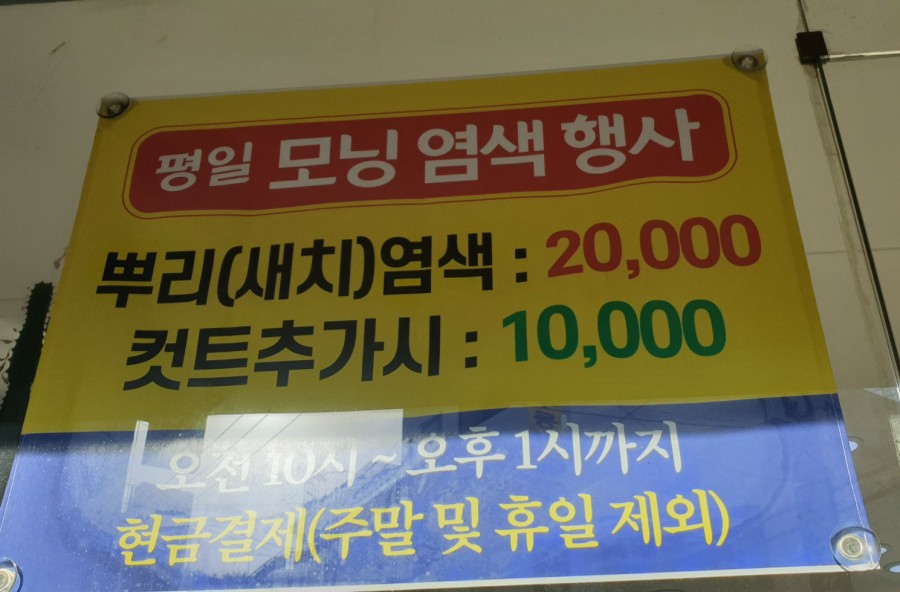 평일 모닝 염색 행사
뿌리(새치)염색 : 20,000
컷트추가시 : 10,000
오전 10시 ~ 오후 1시까지
현금결제(주말 및 휴일 제외)